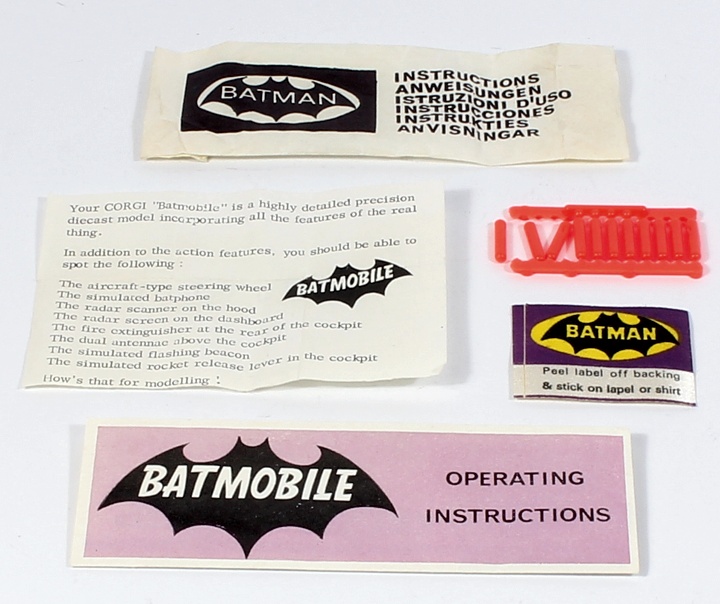 BATMAN
INSTRUCTIONS
ANWEISUNGEN
ISTRUZIONI D'USO
INSTRUCCIONES
INSTRUKTIES
ANVISNINGAR
Your CORGI "Batmobile" is a highly detailed precision
diecast model incorporating all the features of the real
thing.
In addition to the action features, you should be able to
spot the following :
The aircraft-type steering wheel
The simulated batphone
The radar scanner on the hood
The radar screen on the dashboard
The fire extinguisher at the rear of the cockpit
The dual antennae above the cockpit
The simulated flashing beacon
The simulated rocket release lever in the cockpit
How's that for modelling !
BATMOBILE
BATMAN
Peel label off backing
& stick on lapel or shirt
BATMOBILE
OPERATING
INSTRUCTIONS